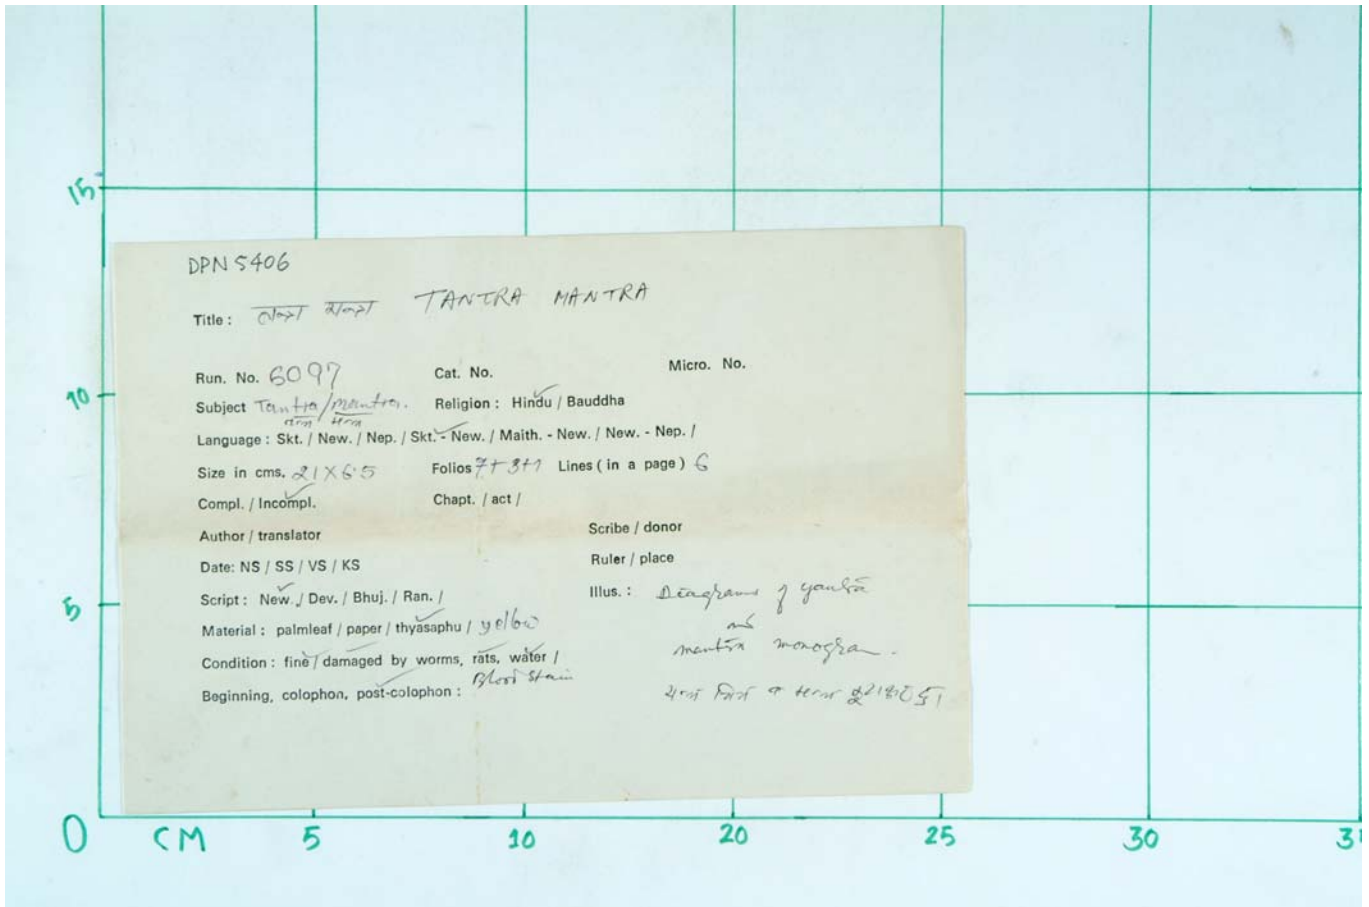 15
DPN 5406
Title : TANTRA MANTRA
Run. No. 6097 Cat. No. Micro. No.
10
Subject Tantra/mantra. Religion : Hindu / Bauddha
Language : Skt. / New. / Nep. / Skt. - New. / Maith. - New. / New. - Nep. /
Size in cms. 21X6.5 Folios 7+3+1 Lines ( in a page ) 6
Compl. / Incompl. Chapt. / act /
Author / translator Scribe / donor
Date: NS / SS / VS / KS Ruler / place
5
Script : New. / Dev. / Bhuj. / Ran. / Illus. : Diagrams of yantra
Material : palmleaf / paper / thyasaphu / yellow and
Condition : fine / damaged by worms, rats, water / mantra monogram.
Blood stain
Beginning, colophon, post-colophon :
0 CM 5 10 20 25 30